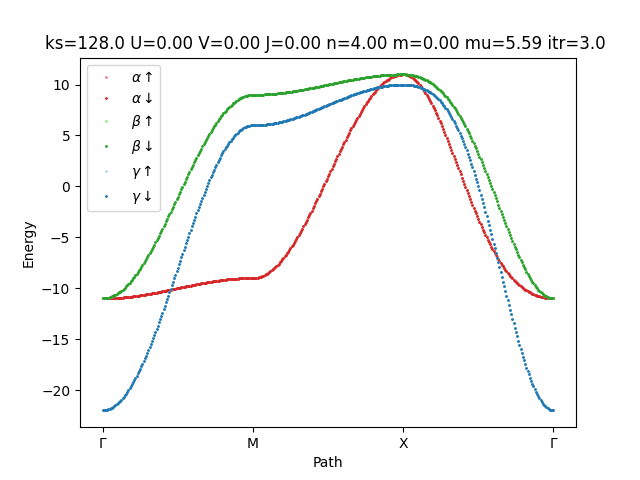 ks=128.0 U=0.00 V=0.00 J=0.00 n=4.00 m=0.00 mu=5.59 itr=3.0
α↑
α↓
β↑
β↓
γ↑
γ↓
10
5
0
−5
−10
−15
−20
Energy
Γ M X Γ
Path